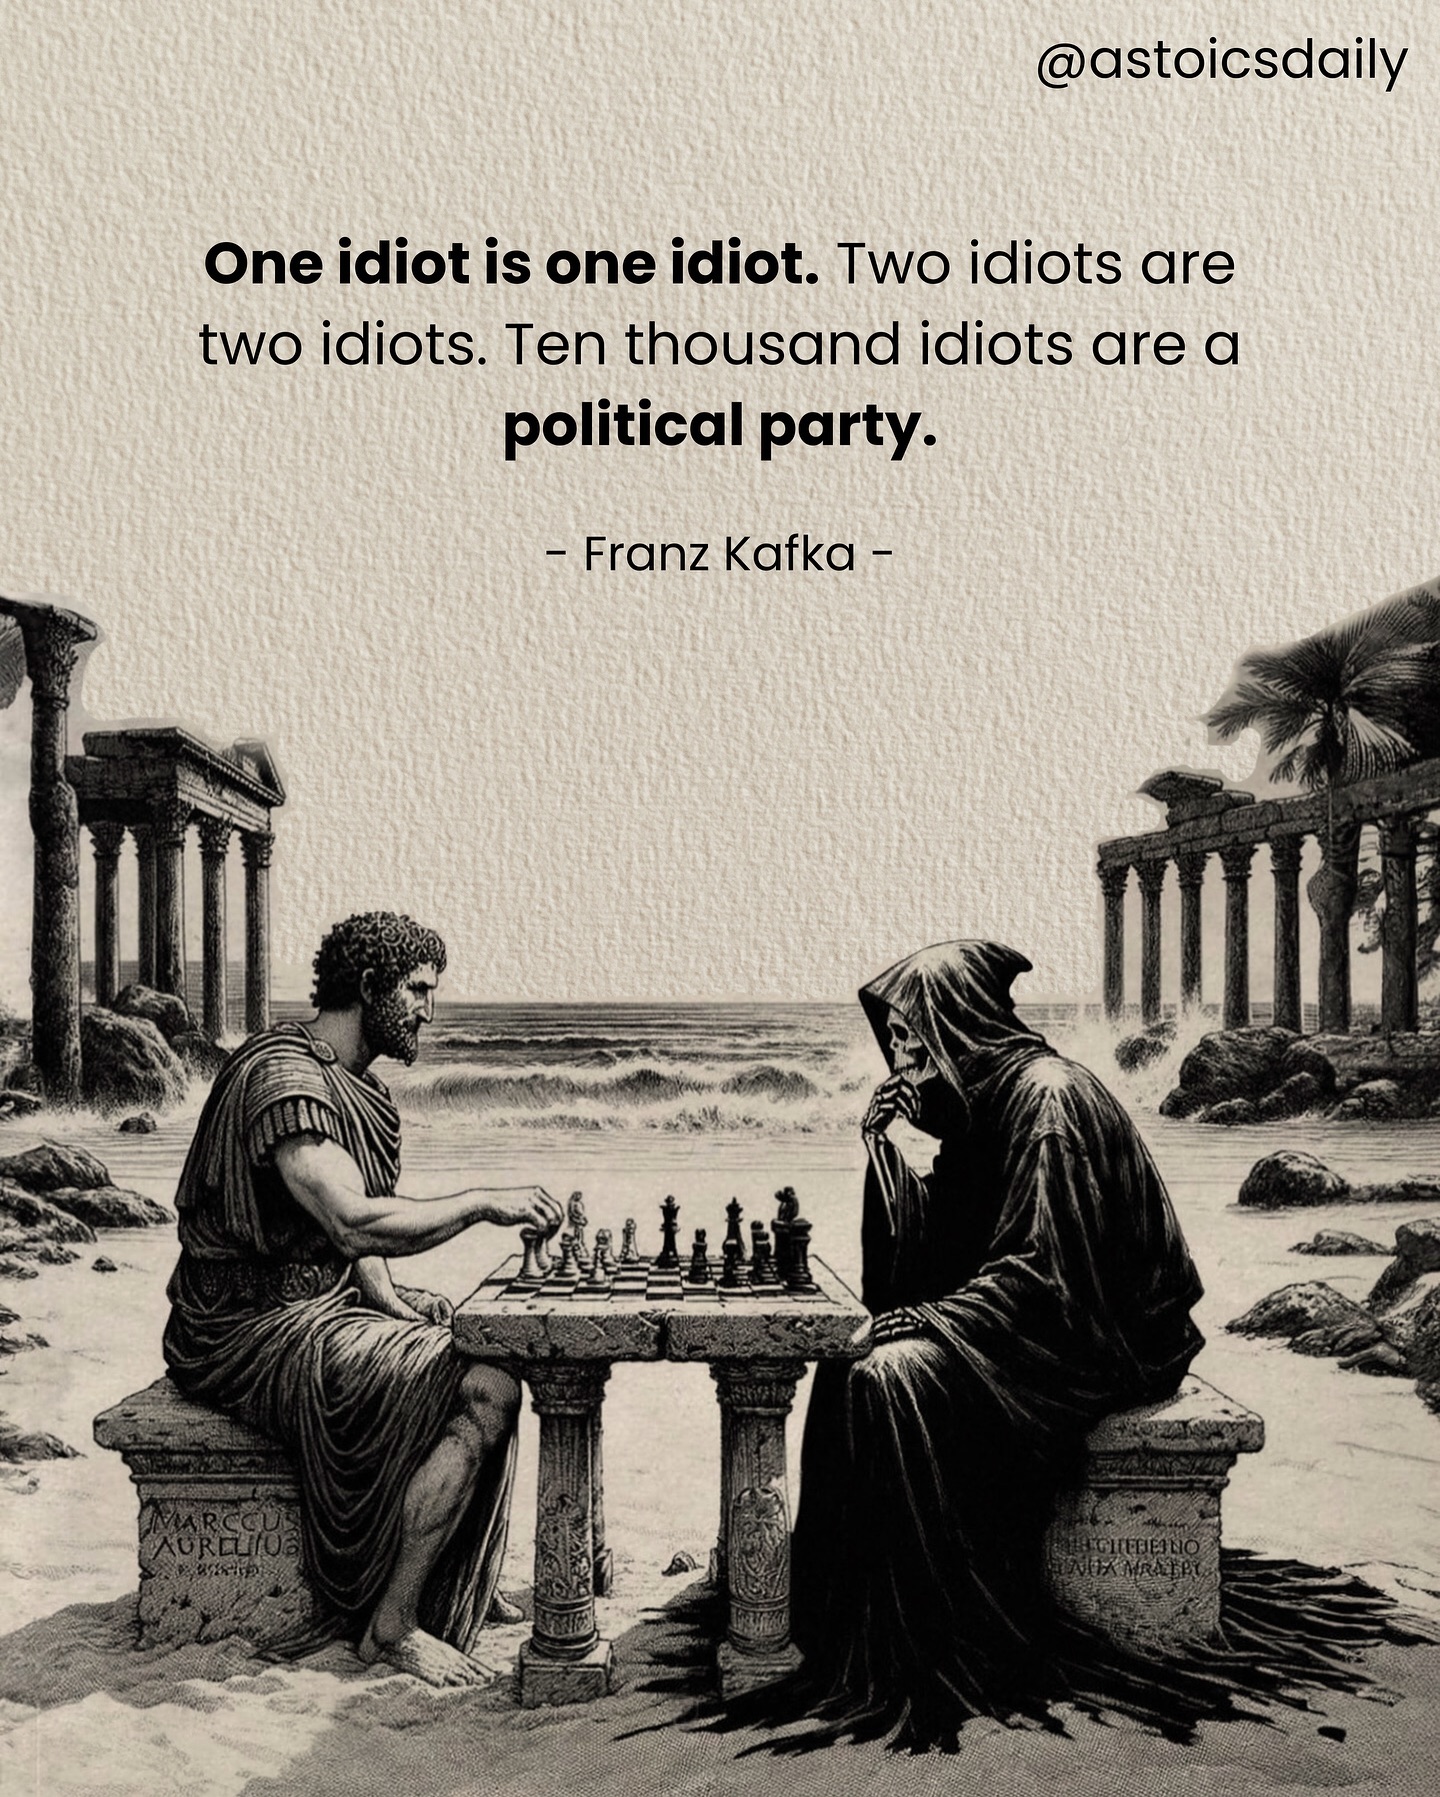 @astoicsdaily
One idiot is one idiot. Two idiots are
two idiots. Ten thousand idiots are a
political party.
- Franz Kafka -
MARCCUS